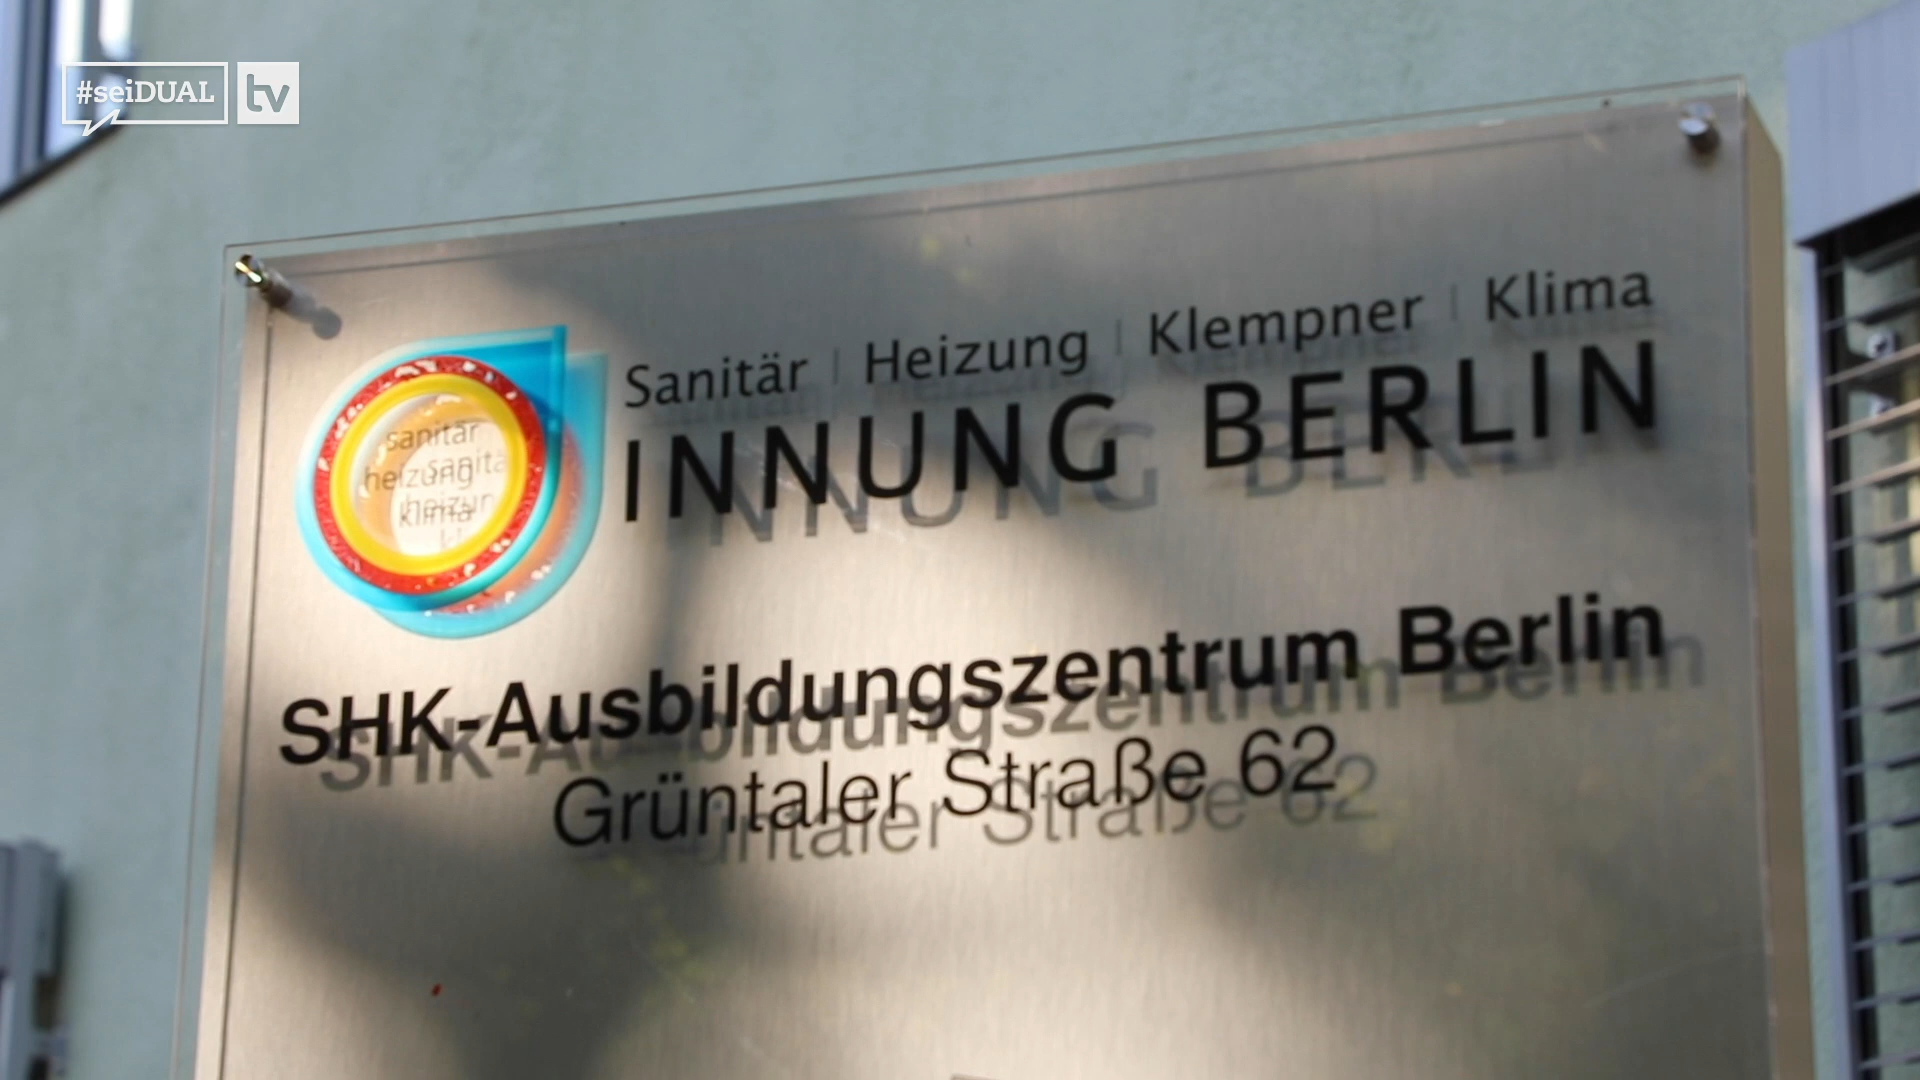 #seiDUAL tv
Sanitär | Heizung | Klempner | Klima
INNUNG BERLIN
sanitär
heizung
klima
SHK-Ausbildungszentrum Berlin
Grüntaler Straße 62